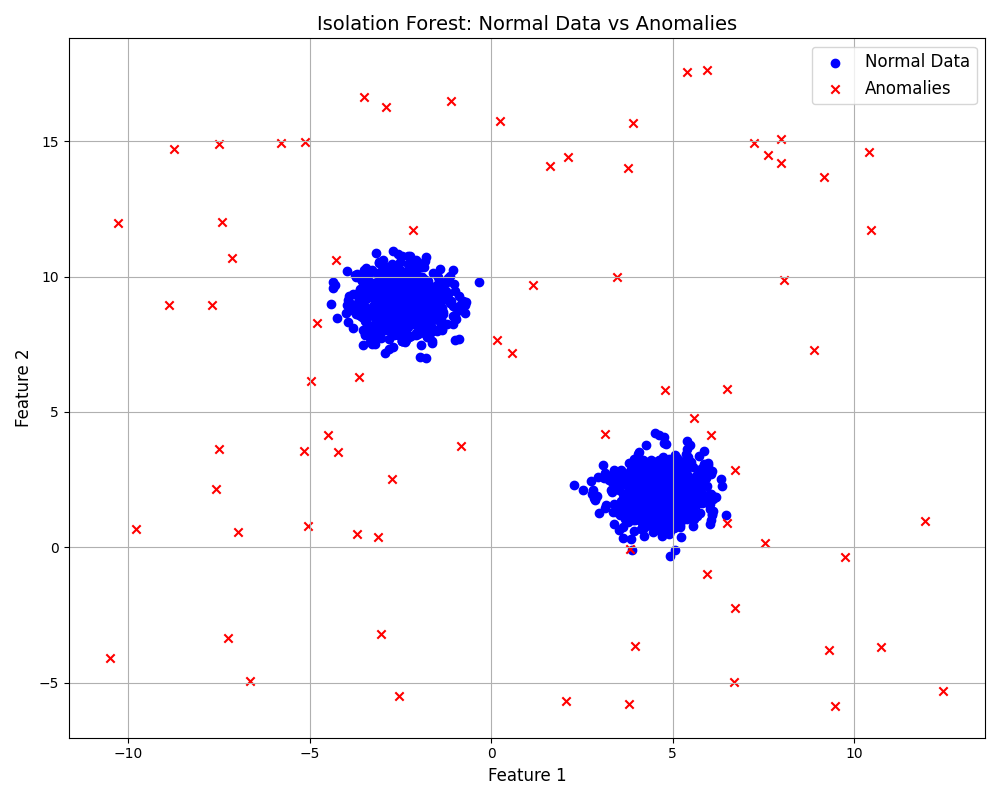 Isolation Forest: Normal Data vs Anomalies
Normal Data
Anomalies
15
10
5
0
−5
Feature 2
−10
−5
0
5
10
Feature 1